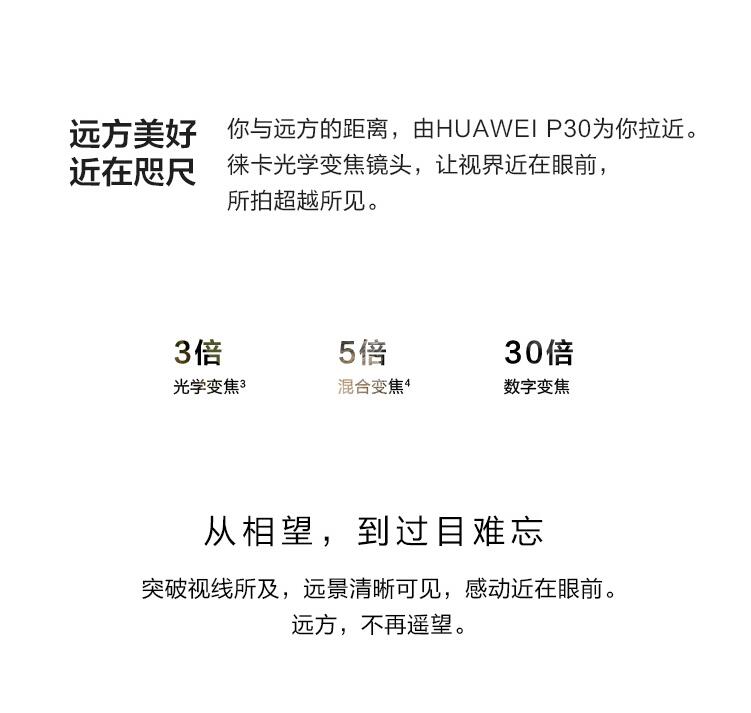 远方美好
近在咫尺
你与远方的距离，由HUAWEI P30为你拉近。
徕卡光学变焦镜头，让视界近在眼前，
所拍超越所见。
3倍 5倍 30倍
光学变焦³ 混合变焦⁴ 数字变焦
从相望，到过目难忘
突破视线所及，远景清晰可见，感动近在眼前。
远方，不再遥望。